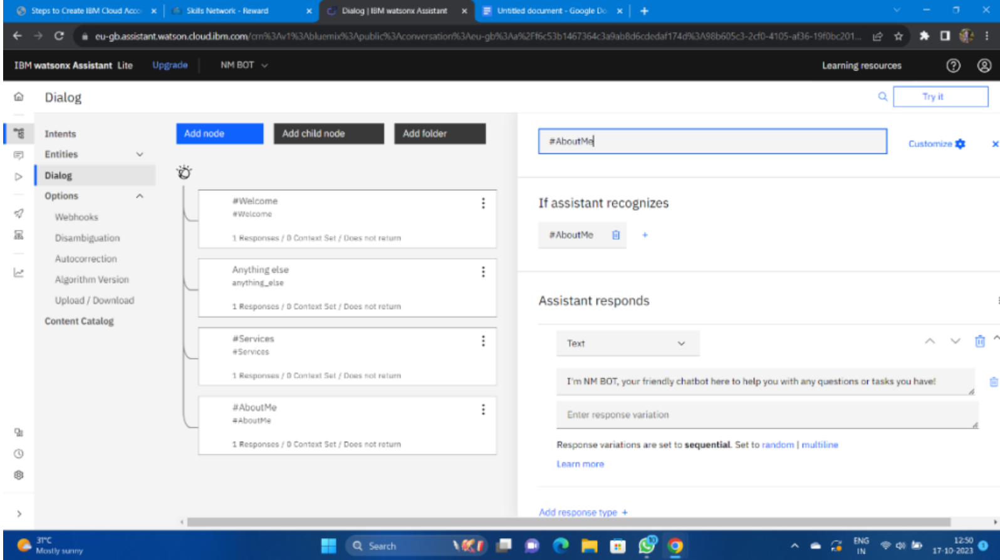 Steps to Create IBM Cloud Acco
Skills Network - Reward
Dialog | IBM watsonx Assistant
Untitled document - Google Do
eu-gb.assistant.watson.cloud.ibm.com/crn%3Av1%3Abluemix%3Apublic%3Aconversation%3Aeu-gb%3Aa%2Ff6c53b1467364c3a9ab8d6cdedaf174d%3A98b605c3-2cf0-4105-af36-19f0bc201...
IBM watsonx Assistant Lite
Upgrade
NM BOT
Learning resources
Dialog
Try it
Intents
Entities
Dialog
Options
Webhooks
Disambiguation
Autocorrection
Algorithm Version
Upload / Download
Content Catalog
Add node
Add child node
Add folder
#Welcome
#Welcome
1 Responses / 0 Context Set / Does not return
Anything else
anything_else
1 Responses / 0 Context Set / Does not return
#Services
#Services
1 Responses / 0 Context Set / Does not return
#AboutMe
#AboutMe
1 Responses / 0 Context Set / Does not return
#AboutMe
Customize
If assistant recognizes
#AboutMe
+
Assistant responds
Text
I'm NM BOT, your friendly chatbot here to help you with any questions or tasks you have!
Enter response variation
Response variations are set to sequential. Set to random | multiline
Learn more
Add response type +
31°C
Mostly sunny
Search
10
ENG
IN
12:50
17-10-2023
1